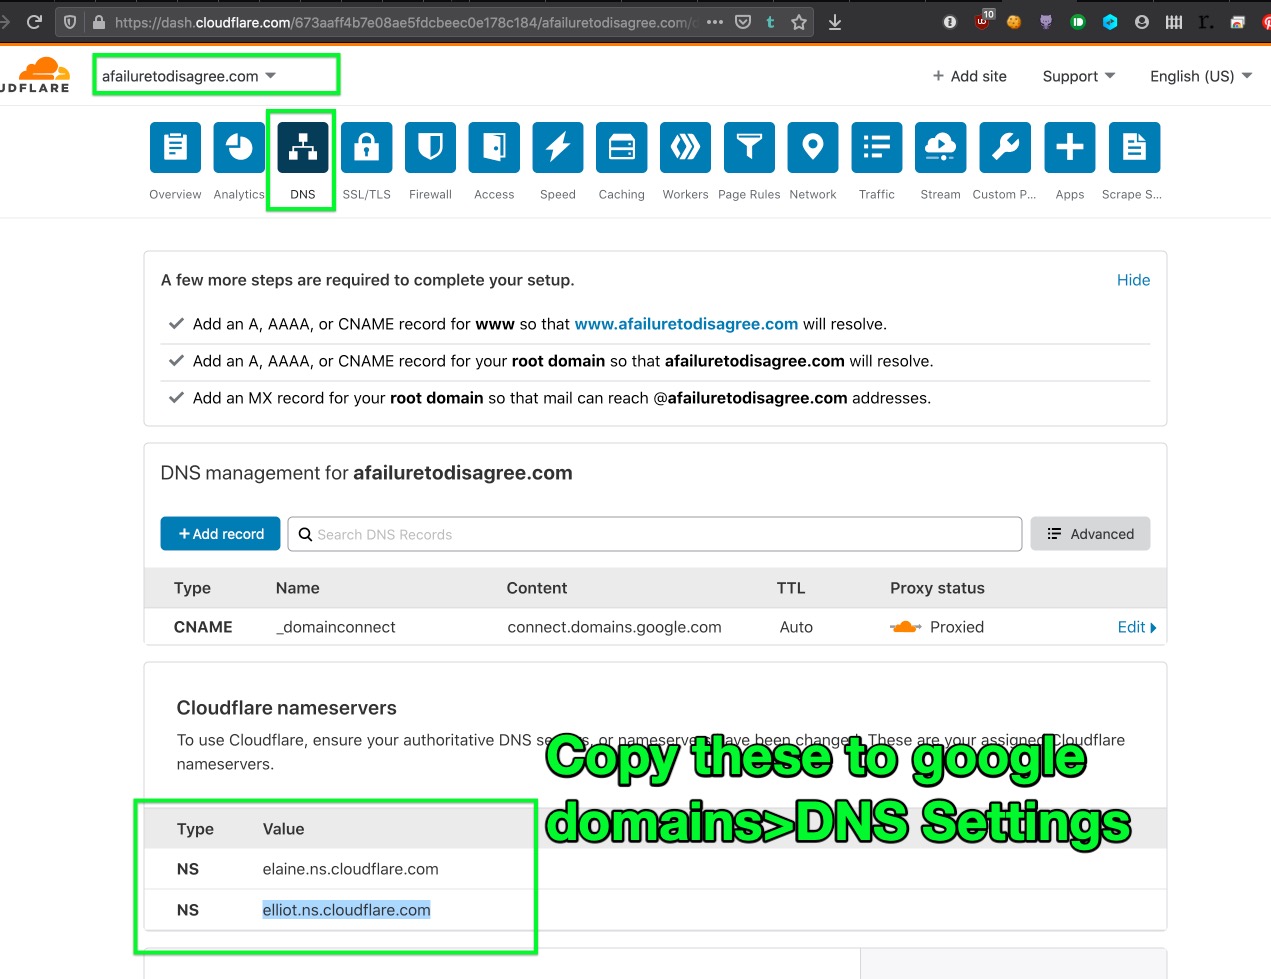 https://dash.cloudflare.com/673aaff4b7e08ae5fdcbeec0e178c184/afailuretodisagree.com/
10
UDFLARE
afailuretodisagree.com
+ Add site
Support
English (US)
Overview
Analytics
DNS
SSL/TLS
Firewall
Access
Speed
Caching
Workers
Page Rules
Network
Traffic
Stream
Custom P...
Apps
Scrape S...
A few more steps are required to complete your setup.
Hide
Add an A, AAAA, or CNAME record for www so that www.afailuretodisagree.com will resolve.
Add an A, AAAA, or CNAME record for your root domain so that afailuretodisagree.com will resolve.
Add an MX record for your root domain so that mail can reach @afailuretodisagree.com addresses.
DNS management for afailuretodisagree.com
+ Add record
Search DNS Records
Advanced
Type Name Content TTL Proxy status
CNAME _domainconnect connect.domains.google.com Auto Proxied Edit
Cloudflare nameservers
To use Cloudflare, ensure your authoritative DNS or nameservers have been changed. These are your assigned Cloudflare
nameservers.
Copy these to google
domains>DNS Settings
Type Value
NS elaine.ns.cloudflare.com
NS elliot.ns.cloudflare.com